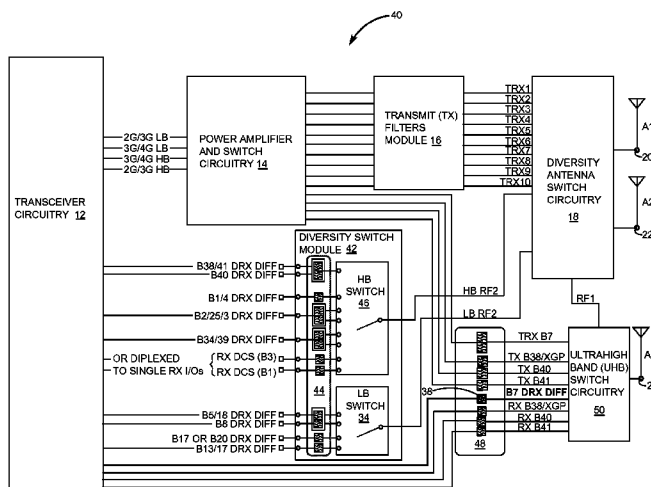 40
TRANSCEIVER
CIRCUITRY 12
2G/3G LB
3G/4G LB
3G/4G HB
2G/3G HB
POWER AMPLIFIER
AND SWITCH
CIRCUITRY 14
TRANSMIT (TX)
FILTERS
MODULE 16
TRX1
TRX2
TRX3
TRX4
TRX5
TRX6
TRX7
TRX8
TRX9
TRX10
DIVERSITY
ANTENNA
SWITCH
CIRCUITRY
18
A1
20
A2
22
DIVERSITY SWITCH
MODULE 42
B38/41 DRX DIFF
B40 DRX DIFF
B1/4 DRX DIFF
B2/25/3 DRX DIFF
B34/39 DRX DIFF
OR DIPLEXED
TO SINGLE RX I/Os
RX DCS (B3)
RX DCS (B1)
B5/18 DRX DIFF
B8 DRX DIFF
B17 OR B20 DRX DIFF
B13/17 DRX DIFF
44
HB
SWITCH
46
LB
SWITCH
34
HB RF2
LB RF2
RF1
38
48
TRX B7
TX B38/XGP
TX B40
TX B41
B7 DRX DIFF
RX B38/XGP
RX B40
RX B41
ULTRAHIGH
BAND (UHB)
SWITCH
CIRCUITRY
50
A
2